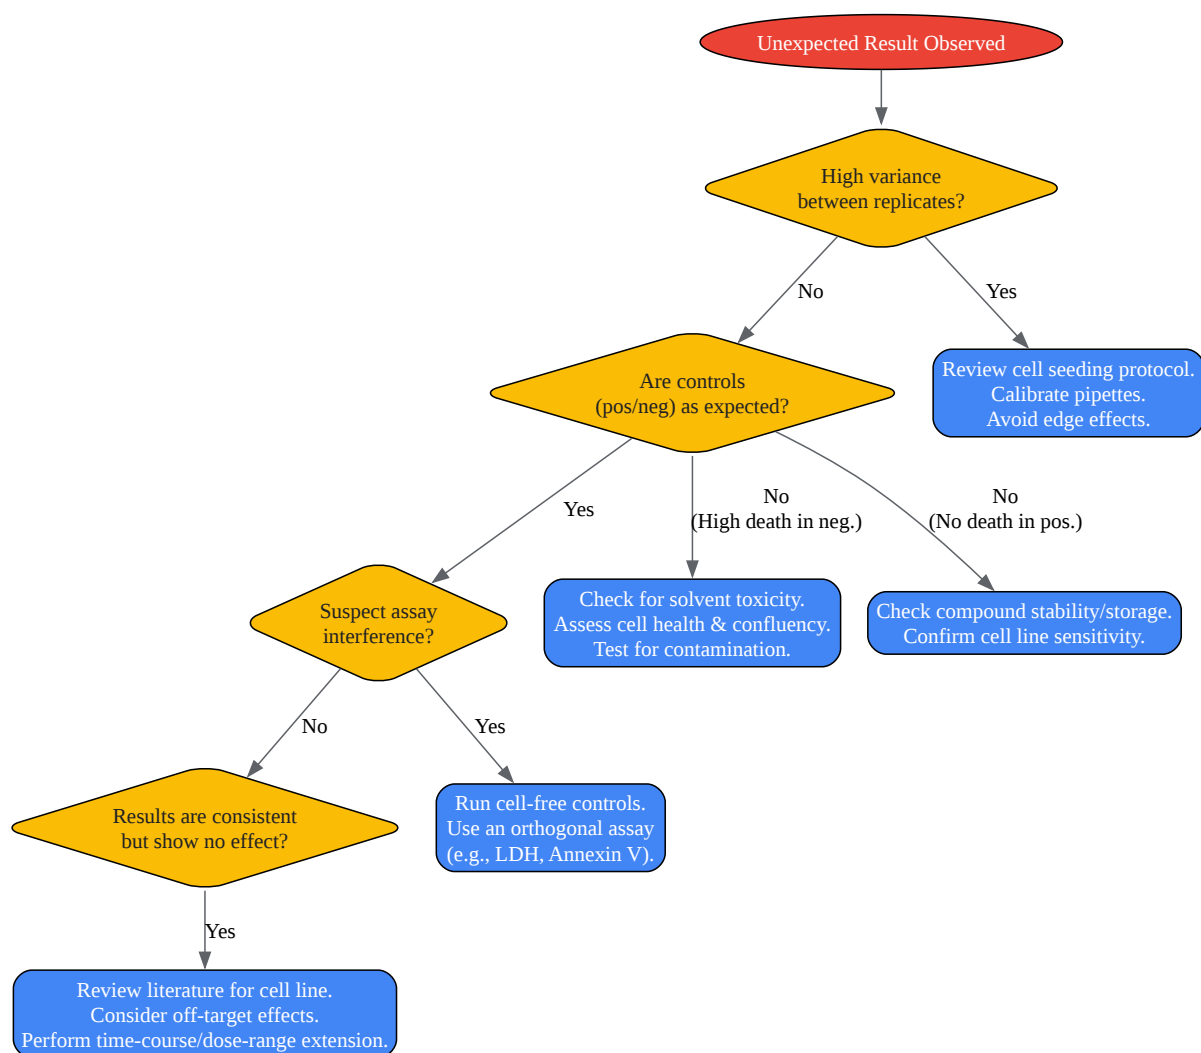 Unexpected Result Observed
High variance
between replicates?
No
Yes
Are controls
(pos/neg) as expected?
Review cell seeding protocol.
Calibrate pipettes.
Avoid edge effects.
Yes
No
(High death in neg.)
No
(No death in pos.)
Suspect assay
interference?
Check for solvent toxicity.
Assess cell health & confluency.
Test for contamination.
Check compound stability/storage.
Confirm cell line sensitivity.
No
Yes
Results are consistent
but show no effect?
Run cell-free controls.
Use an orthogonal assay
(e.g., LDH, Annexin V).
Yes
Review literature for cell line.
Consider off-target effects.
Perform time-course/dose-range extension.